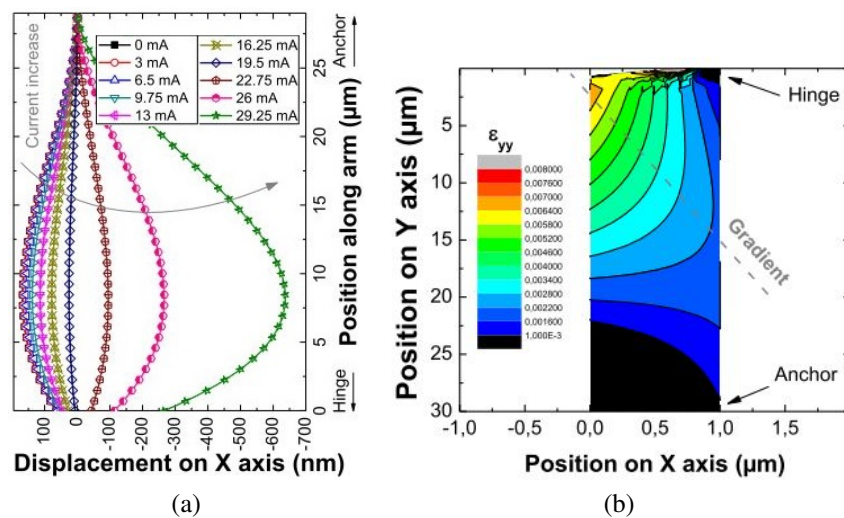 Current increase
0 mA
3 mA
6.5 mA
9.75 mA
13 mA
16.25 mA
19.5 mA
22.75 mA
26 mA
29.25 mA
0
5
10
15
20
25
100
0
-100
-200
-300
-400
-500
-600
-700
Displacement on X axis (nm)
Anchor
Position along arm (µm)
Hinge
(a)
b)
Position on Y axis (µm)
5
10
15
20
25
30
εyy
0,008000
0,007600
0,007000
0,006400
0,005800
0,005200
0,004600
0,004000
0,003400
0,002800
0,002200
0,001600
1,000E-3
Hinge
Gradient
Anchor
-1,0
-0,5
0,0
0,5
1,0
1,5
Position on X axis (µm)
(b)